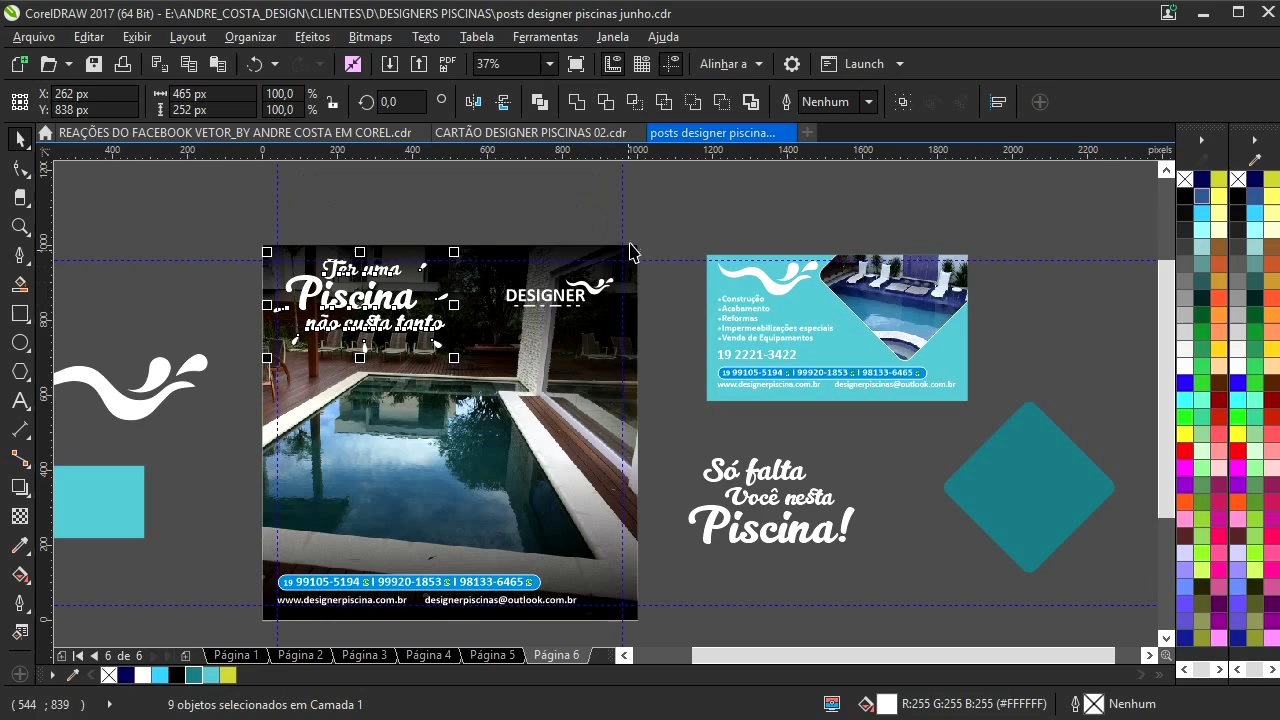 CorelDRAW 2017 (64 Bit) - E:\ANDRE_COSTA_DESIGN\CLIENTES\D\DESIGNERS PISCINAS\posts designer piscinas junho.cdr
Arquivo Editar Exibir Layout Organizar Efeitos Bitmaps Texto Tabela Ferramentas Janela Ajuda
PDF 37% Alinhar a Launch
X: 262 px 465 px 100,0 % 0,0 Nenhum
Y: 838 px 252 px 100,0 %
REAÇÕES DO FACEBOOK VETOR_BY ANDRE COSTA EM COREL.cdr CARTÃO DESIGNER PISCINAS 02.cdr posts designer piscina...
400 200 0 200 400 600 800 1000 1200 1400 1600 1800 2000 2200 pixels
1200
1000
800
600
400
200
0
Ter uma
Piscina
não custa tanto
DESIGNER
19 99105-5194 | 99920-1853 | 98133-6465
www.designerpiscina.com.br designerpiscinas@outlook.com.br
+Construção
+Acabamento
+Reformas
+Impermeabilizações especiais
+Venda de Equipamentos
19 2221-3422
19 99105-5194 | 99920-1853 | 98133-6465
www.designerpiscina.com.br designerpiscinas@outlook.com.br
Só falta
Você nesta
Piscina!
6 de 6 Página 1 Página 2 Página 3 Página 4 Página 5 Página 6
( 544 ; 839 ) 9 objetos selecionados em Camada 1 R:255 G:255 B:255 (#FFFFFF) Nenhum